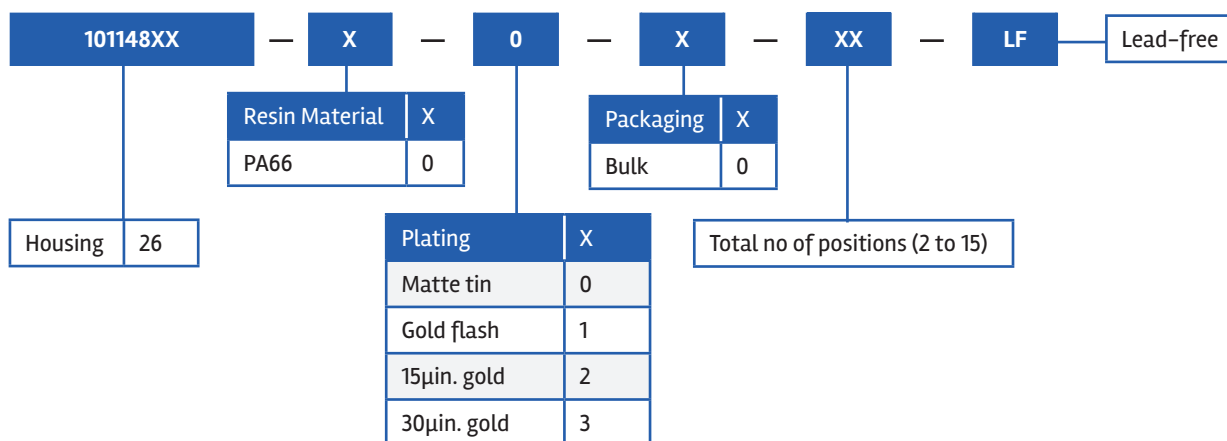 101148XX — X — 0 — X — XX — LF Lead-free
Resin Material X
PA66 0
Packaging X
Bulk 0
Housing 26
Plating X
Matte tin 0
Gold flash 1
15μin. gold 2
30μin. gold 3
Total no of positions (2 to 15)